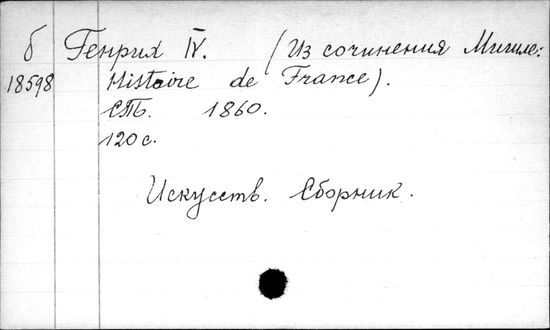 б Генрих IV. (Из сочинения Мишле:
18598 Histoire de France).
СПб. 1860.
120 с.
Искусств. Сборник.